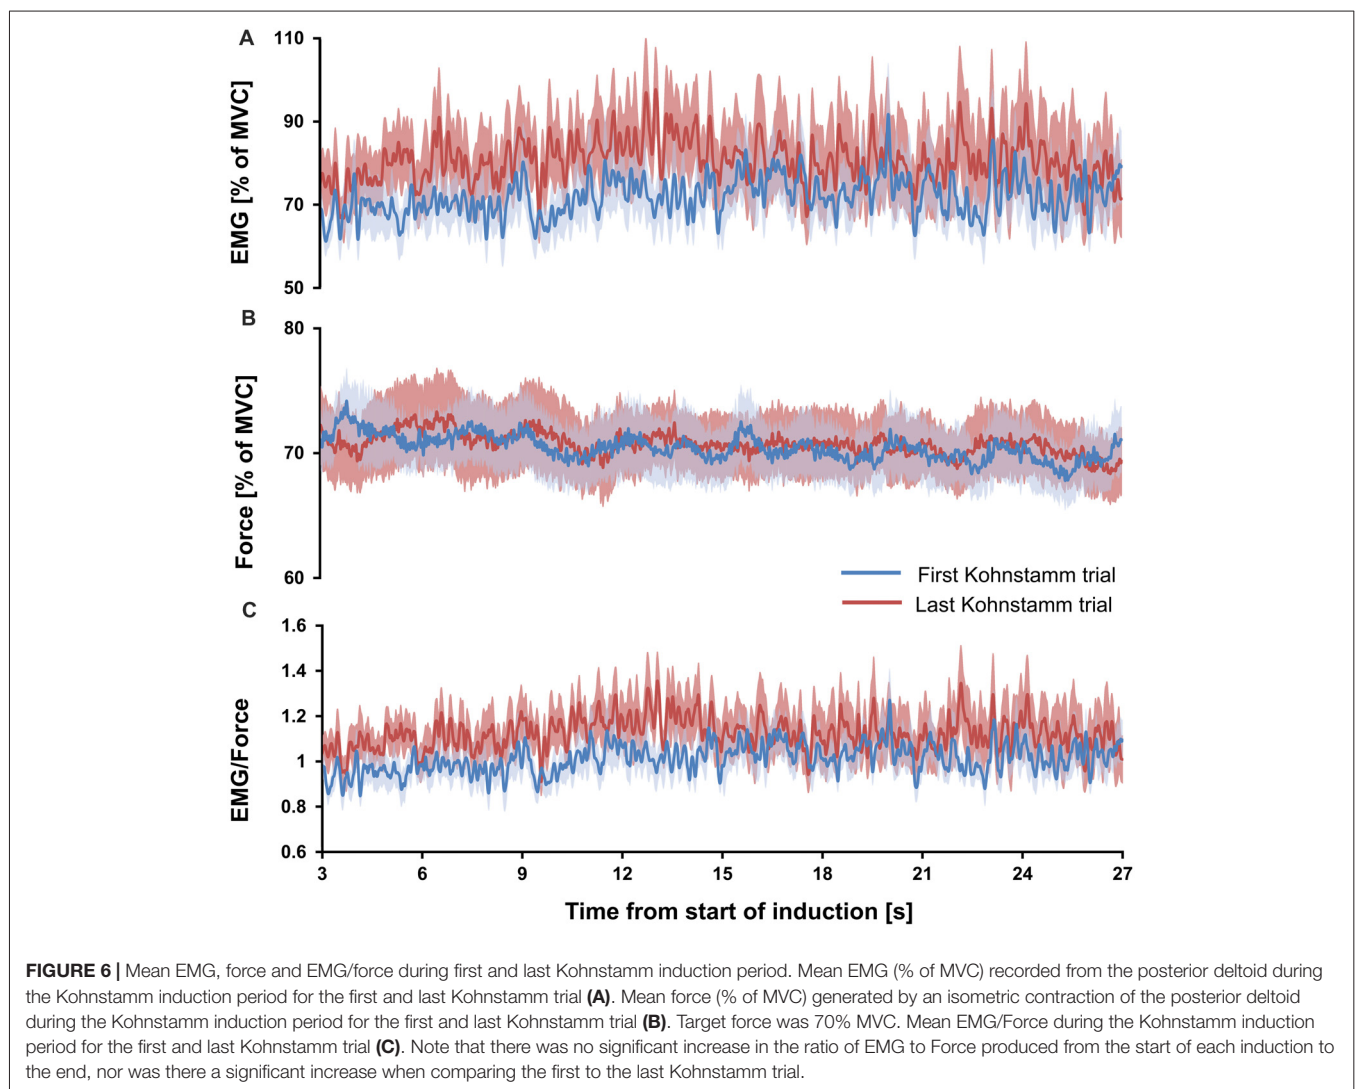 A
110
90
70
50
EMG [% of MVC]
B
80
70
60
Force [% of MVC]
First Kohnstamm trial
Last Kohnstamm trial
C
1.6
1.4
1.2
1
0.8
0.6
EMG/Force
3 6 9 12 15 18 21 24 27
Time from start of induction [s]
FIGURE 6 | Mean EMG, force and EMG/force during first and last Kohnstamm induction period. Mean EMG (% of MVC) recorded from the posterior deltoid during
the Kohnstamm induction period for the first and last Kohnstamm trial (A). Mean force (% of MVC) generated by an isometric contraction of the posterior deltoid
during the Kohnstamm induction period for the first and last Kohnstamm trial (B). Target force was 70% MVC. Mean EMG/Force during the Kohnstamm induction
period for the first and last Kohnstamm trial (C). Note that there was no significant increase in the ratio of EMG to Force produced from the start of each induction to
the end, nor was there a significant increase when comparing the first to the last Kohnstamm trial.